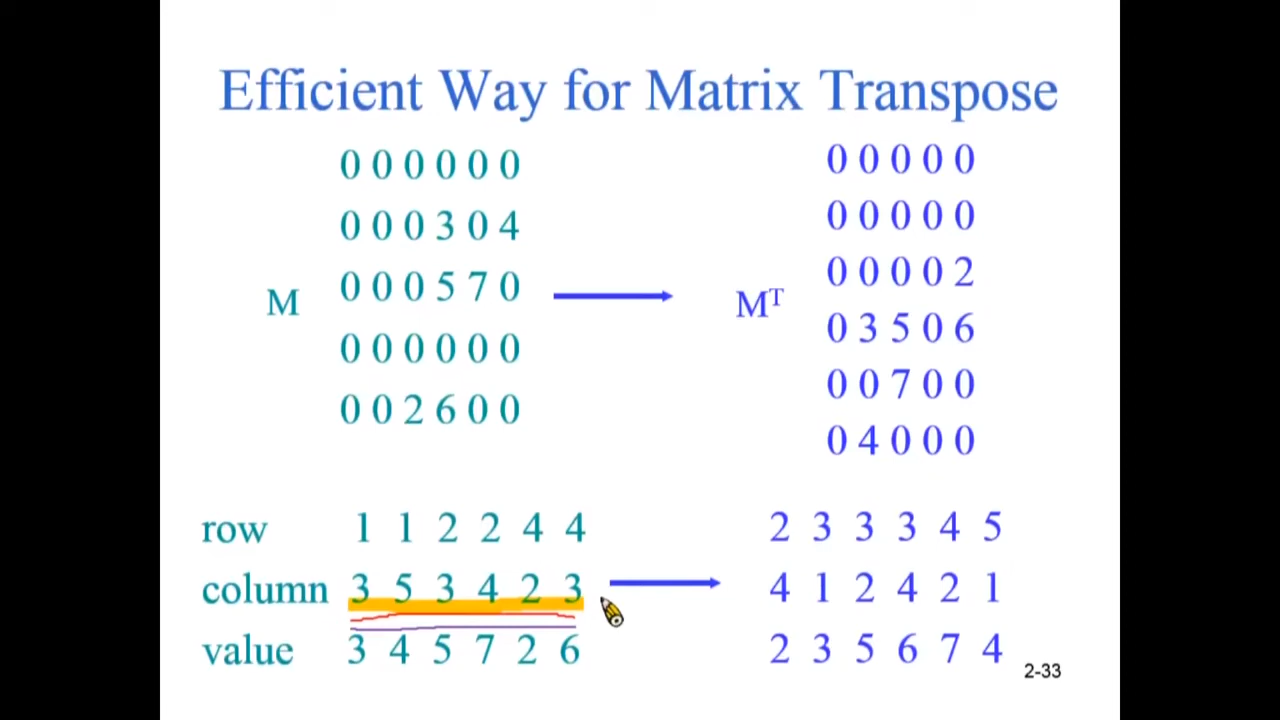 Efficient Way for Matrix Transpose
0 0 0 0 0 0
0 0 0 3 0 4
0 0 0 5 7 0
0 0 0 0 0 0
0 0 2 6 0 0
M
Mᵀ
0 0 0 0 0
0 0 0 0 0
0 0 0 0 2
0 3 5 0 6
0 0 7 0 0
0 4 0 0 0
row 1 1 2 2 4 4
column 3 5 3 4 2 3
value 3 4 5 7 2 6
2 3 3 3 4 5
4 1 2 4 2 1
2 3 5 6 7 4
2-33